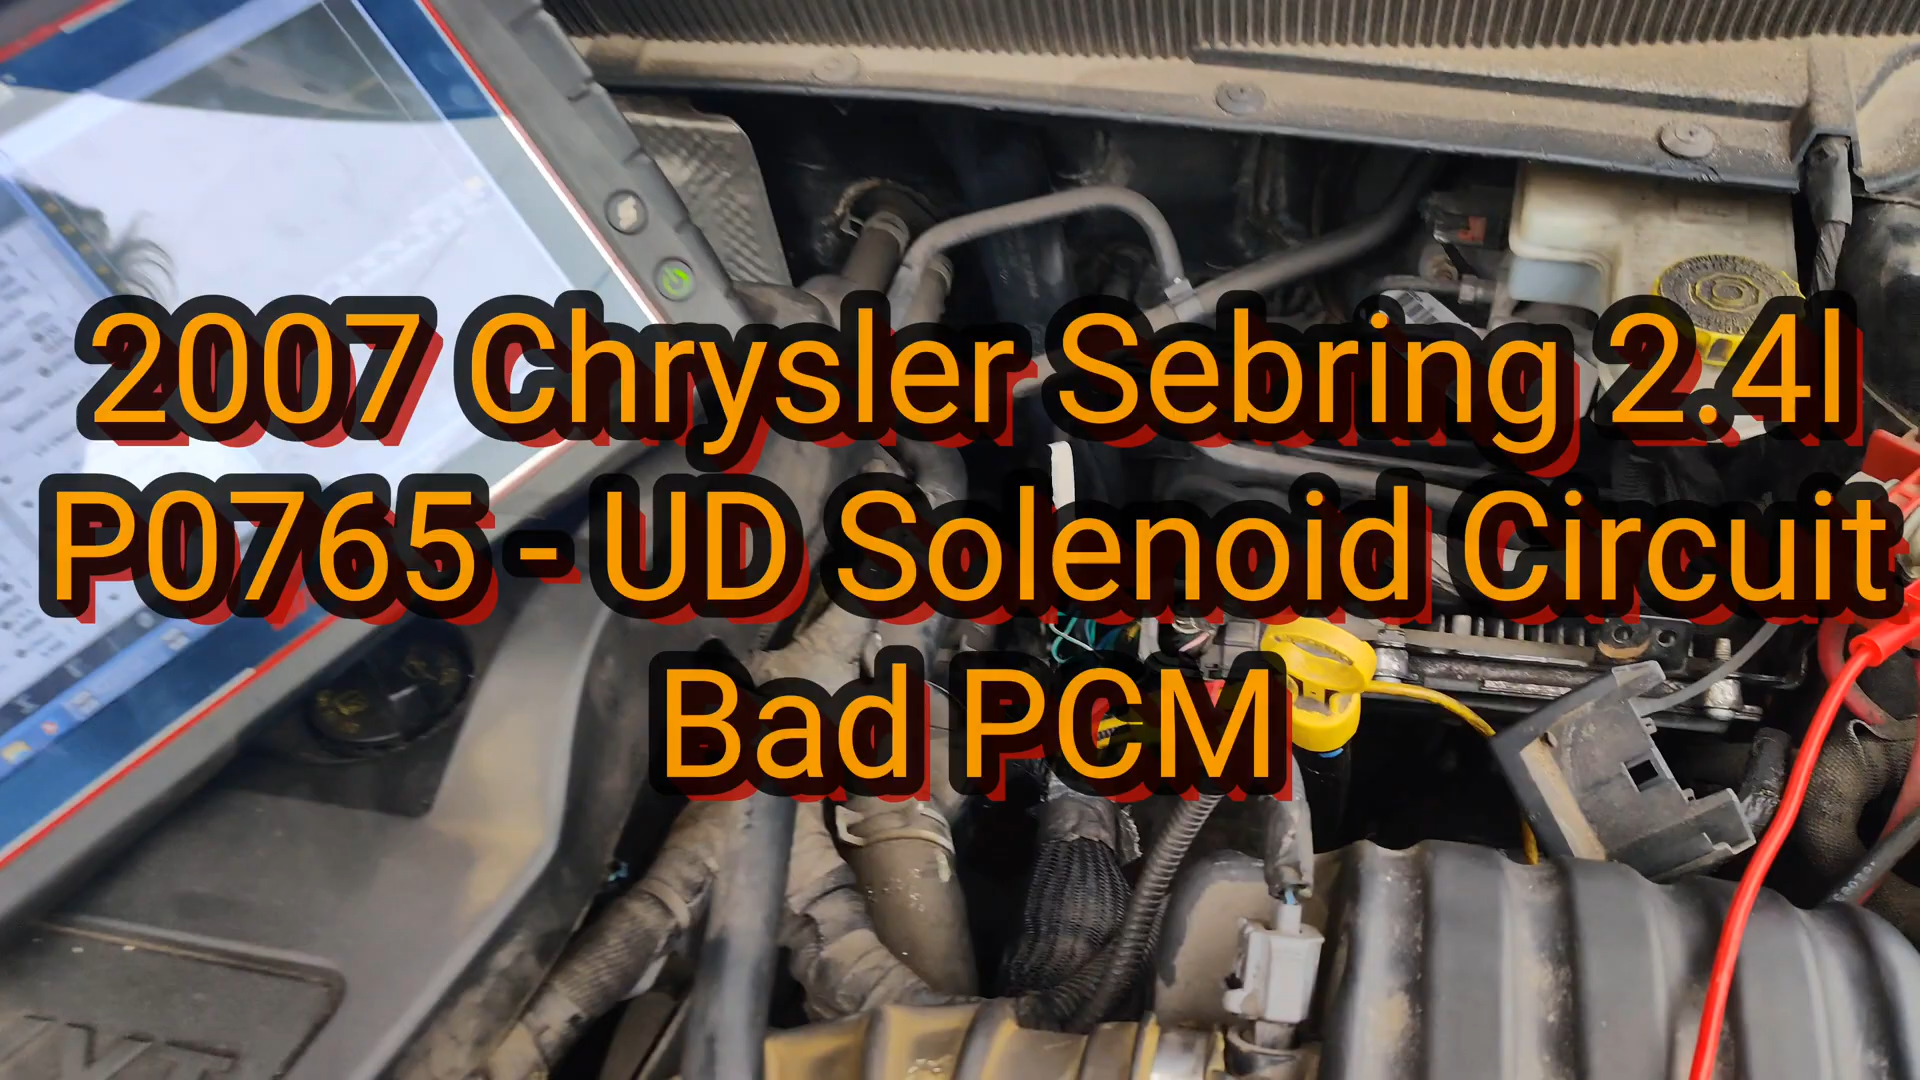 2007 Chrysler Sebring 2.4l
P0765 - UD Solenoid Circuit
Bad PCM